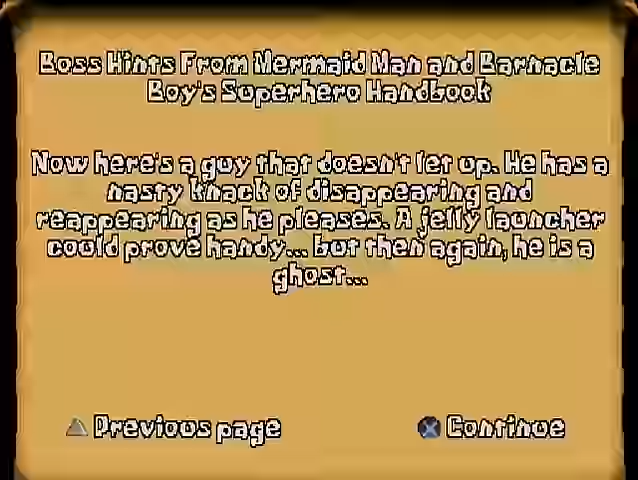 Boss Hints From Mermaid Man and Barnacle
Boy's Superhero Handbook
Now here's a guy that doesn't let up. He has a
nasty knack of disappearing and
reappearing as he pleases. A jelly launcher
could prove handy... but then again, he is a
ghost...
Previous page
Continue